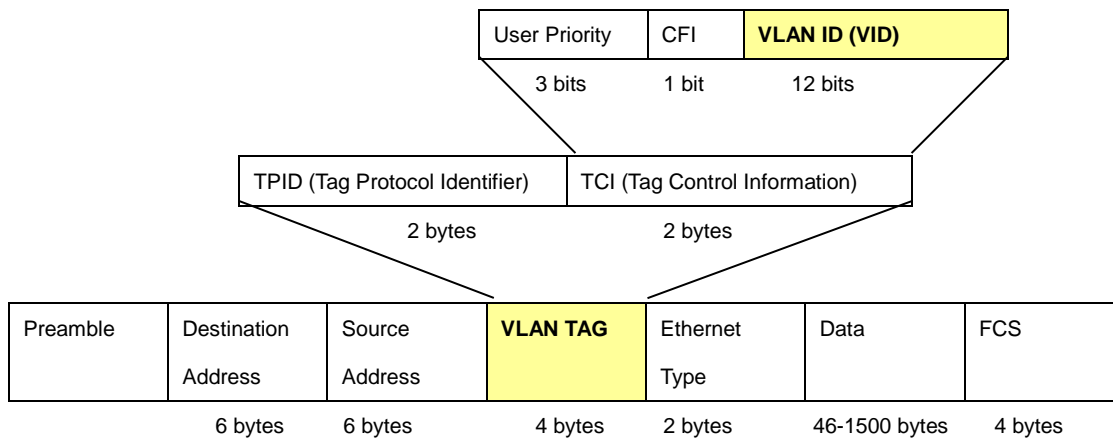 User Priority CFI VLAN ID (VID)
3 bits 1 bit 12 bits
TPID (Tag Protocol Identifier) TCI (Tag Control Information)
2 bytes 2 bytes
Preamble Destination Address Source Address VLAN TAG Ethernet Type Data FCS
6 bytes 6 bytes 4 bytes 2 bytes 46-1500 bytes 4 bytes